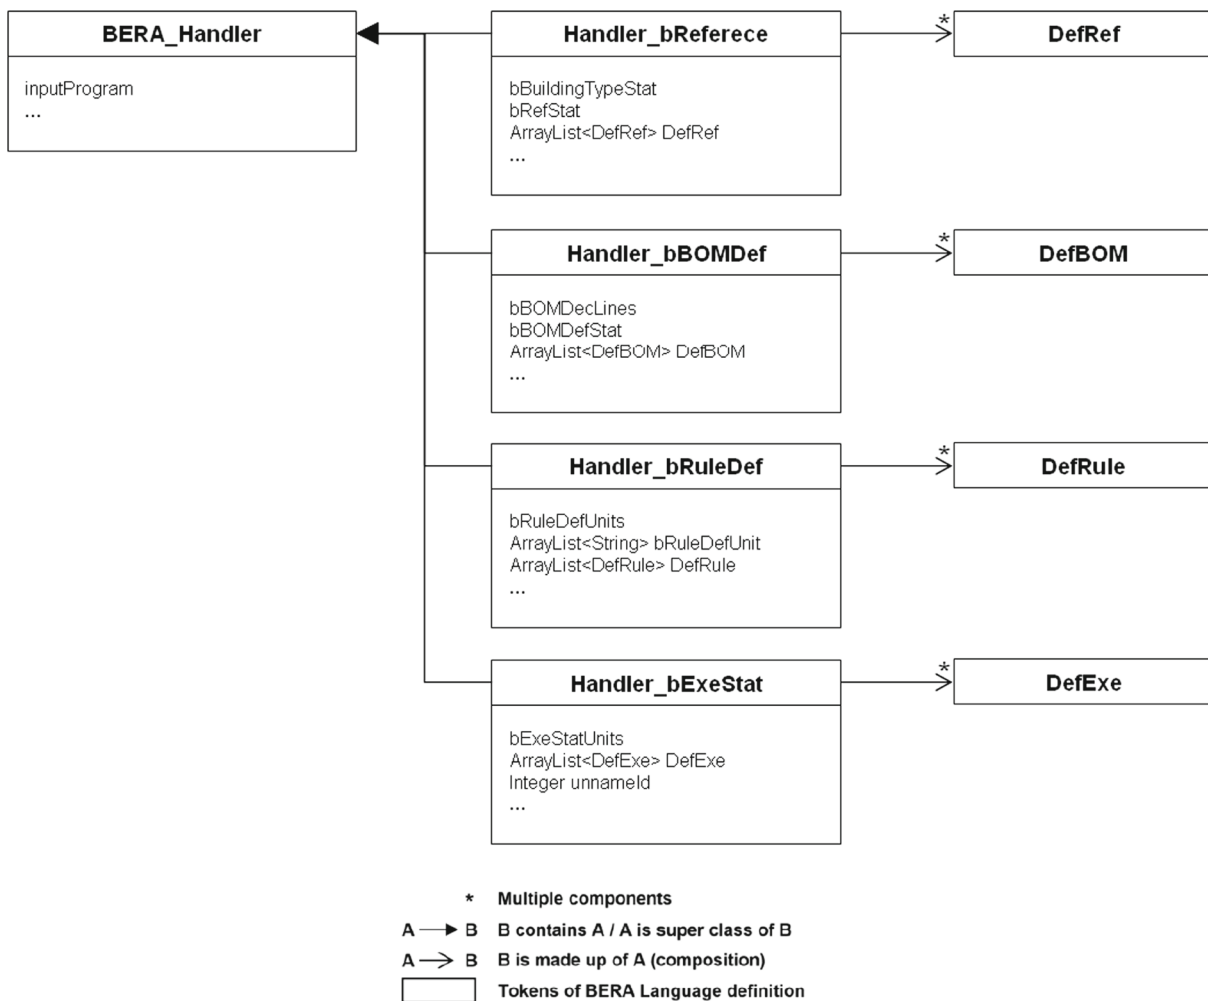 BERA_Handler
inputProgram
...
Handler_bReferece
bBuildingTypeStat
bRefStat
ArrayList<DefRef> DefRef
...
*
DefRef
Handler_bBOMDef
bBOMDecLines
bBOMDefStat
ArrayList<DefBOM> DefBOM
...
*
DefBOM
Handler_bRuleDef
bRuleDefUnits
ArrayList<String> bRuleDefUnit
ArrayList<DefRule> DefRule
...
*
DefRule
Handler_bExeStat
bExeStatUnits
ArrayList<DefExe> DefExe
Integer unnameId
...
*
DefExe
* Multiple components
A B B contains A / A is super class of B
A B B is made up of A (composition)
Tokens of BERA Language definition